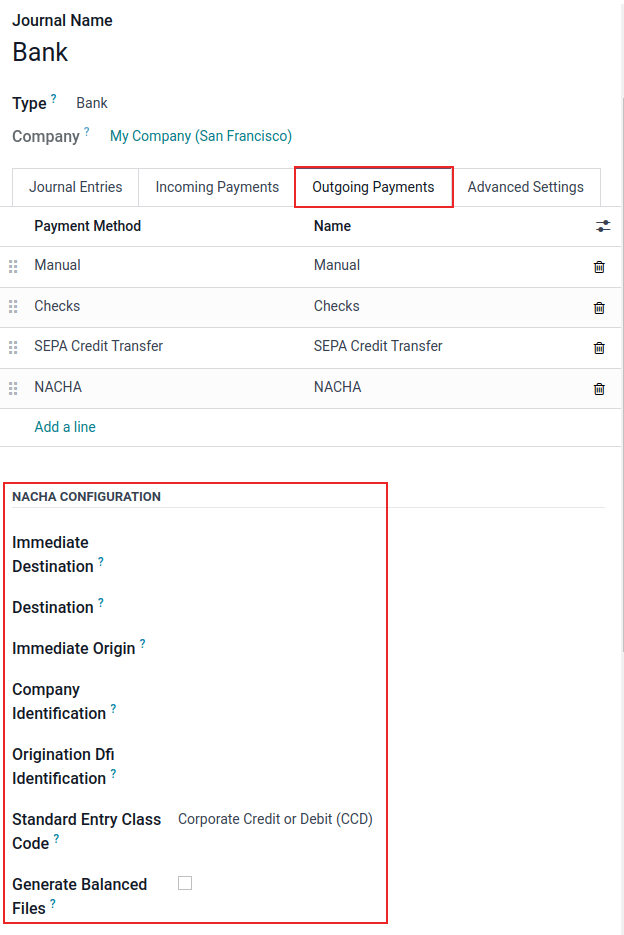 Journal Name
Bank
Type ? Bank
Company ? My Company (San Francisco)
Journal Entries Incoming Payments Outgoing Payments Advanced Settings
Payment Method Name
Manual Manual
Checks Checks
SEPA Credit Transfer SEPA Credit Transfer
NACHA NACHA
Add a line
NACHA CONFIGURATION
Immediate
Destination ?
Destination ?
Immediate Origin ?
Company
Identification ?
Origination Dfi
Identification ?
Standard Entry Class Corporate Credit or Debit (CCD)
Code ?
Generate Balanced
Files ?